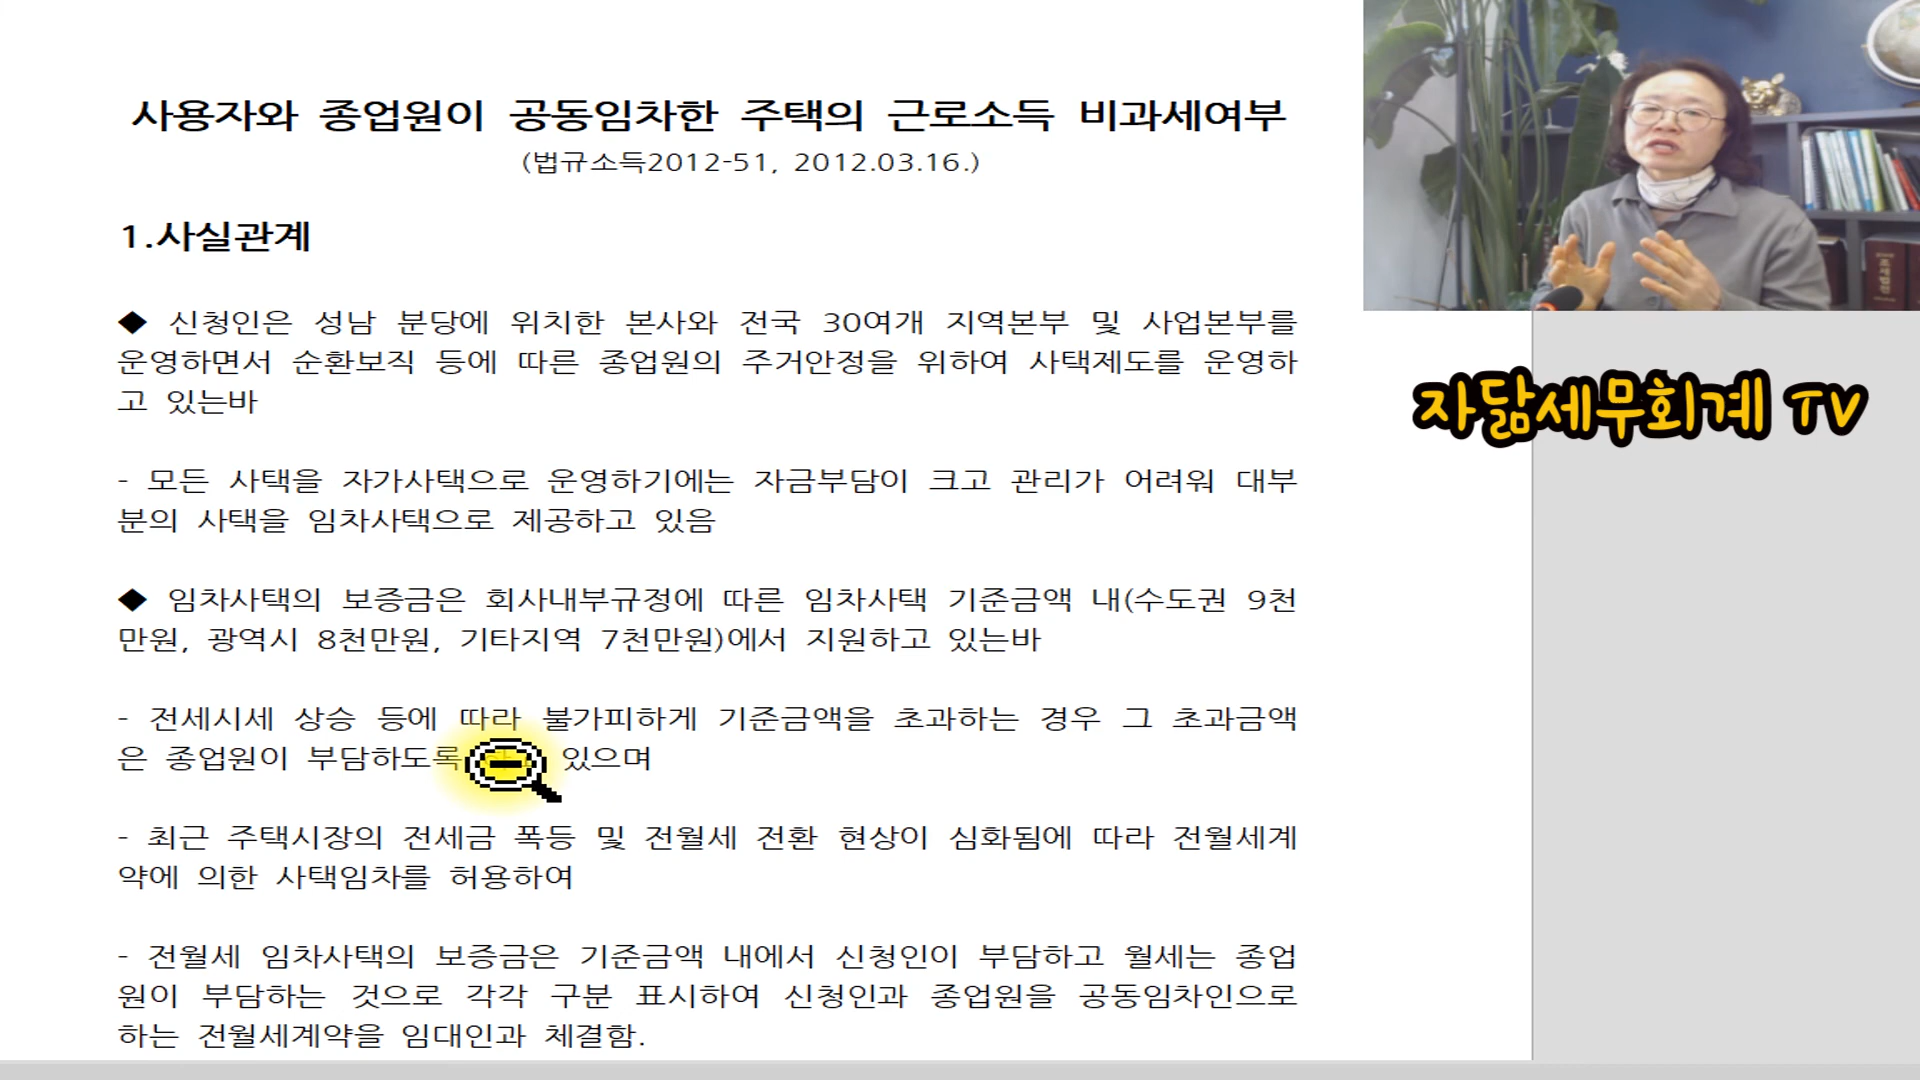 사용자와 종업원이 공동임차한 주택의 근로소득 비과세여부
(법규소득2012-51, 2012.03.16.)
1.사실관계
◆ 신청인은 성남 분당에 위치한 본사와 전국 30여개 지역본부 및 사업본부를
운영하면서 순환보직 등에 따른 종업원의 주거안정을 위하여 사택제도를 운영하
고 있는바
- 모든 사택을 자가사택으로 운영하기에는 자금부담이 크고 관리가 어려워 대부
분의 사택을 임차사택으로 제공하고 있음
◆ 임차사택의 보증금은 회사내부규정에 따른 임차사택 기준금액 내(수도권 9천
만원, 광역시 8천만원, 기타지역 7천만원)에서 지원하고 있는바
- 전세시세 상승 등에 따라 불가피하게 기준금액을 초과하는 경우 그 초과금액
은 종업원이 부담하도록 있으며
- 최근 주택시장의 전세금 폭등 및 전월세 전환 현상이 심화됨에 따라 전월세계
약에 의한 사택임차를 허용하여
- 전월세 임차사택의 보증금은 기준금액 내에서 신청인이 부담하고 월세는 종업
원이 부담하는 것으로 각각 구분 표시하여 신청인과 종업원을 공동임차인으로
하는 전월세계약을 임대인과 체결함.
자닮세무회계 TV